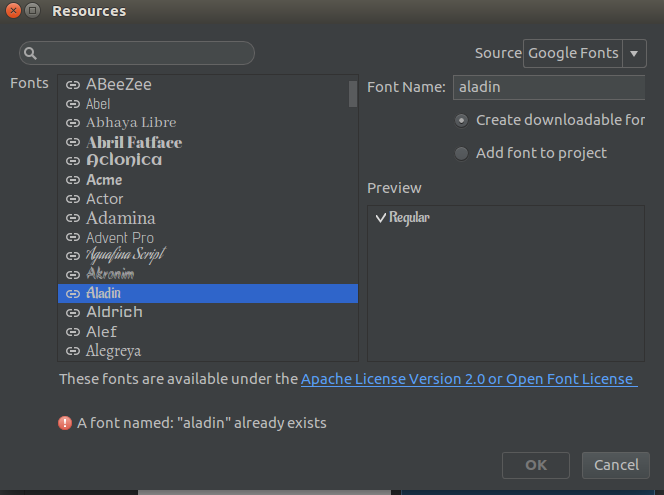 Resources
Source Google Fonts
Fonts
ABeeZee
Abel
Abhaya Libre
Abril Fatface
Aclonica
Acme
Actor
Adamina
Advent Pro
Aguafina Script
Akronim
Aladin
Aldrich
Alef
Alegreya
Font Name: aladin
Create downloadable for
Add font to project
Preview
Regular
These fonts are available under the Apache License Version 2.0 or Open Font License
A font named: "aladin" already exists
OK
Cancel